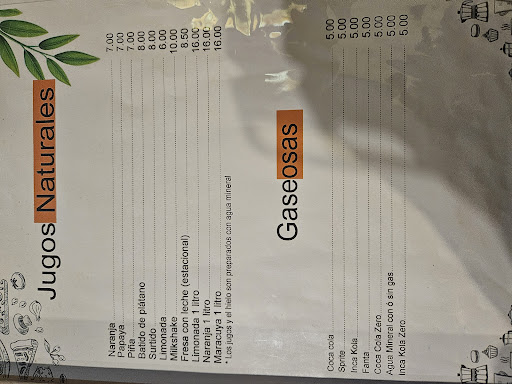 Jugos Naturales
Naranja 7.00
Papaya 7.00
Piña 7.00
Batido de plátano 8.00
Surtido 8.00
Limonada 6.00
Milkshake 10.00
Fresa con leche (estacional) 8.50
Limonada 1 litro 16.00
Naranja 1 litro 16.00
Maracuya 1 litro 16.00
* Los jugos y el hielo son preparados con agua mineral
Gaseosas
Coca cola 5.00
Sprite 5.00
Inca Kola 5.00
Fanta 5.00
Coca Cola Zero 5.00
Agua Mineral con ó sin gas 5.00
Inca Kola Zero 5.00